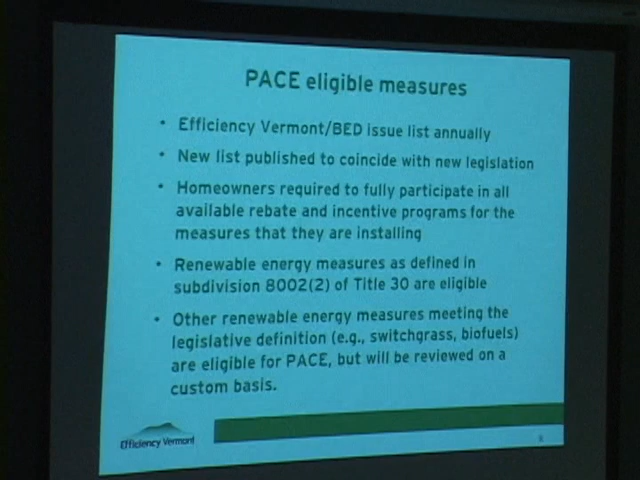 PACE eligible measures
• Efficiency Vermont/BED issue list annually
• New list published to coincide with new legislation
• Homeowners required to fully participate in all
available rebate and incentive programs for the
measures that they are installing
• Renewable energy measures as defined in
subdivision 8002(2) of Title 30 are eligible
• Other renewable energy measures meeting the
legislative definition (e.g., switchgrass, biofuels)
are eligible for PACE, but will be reviewed on a
custom basis.
Efficiency Vermont